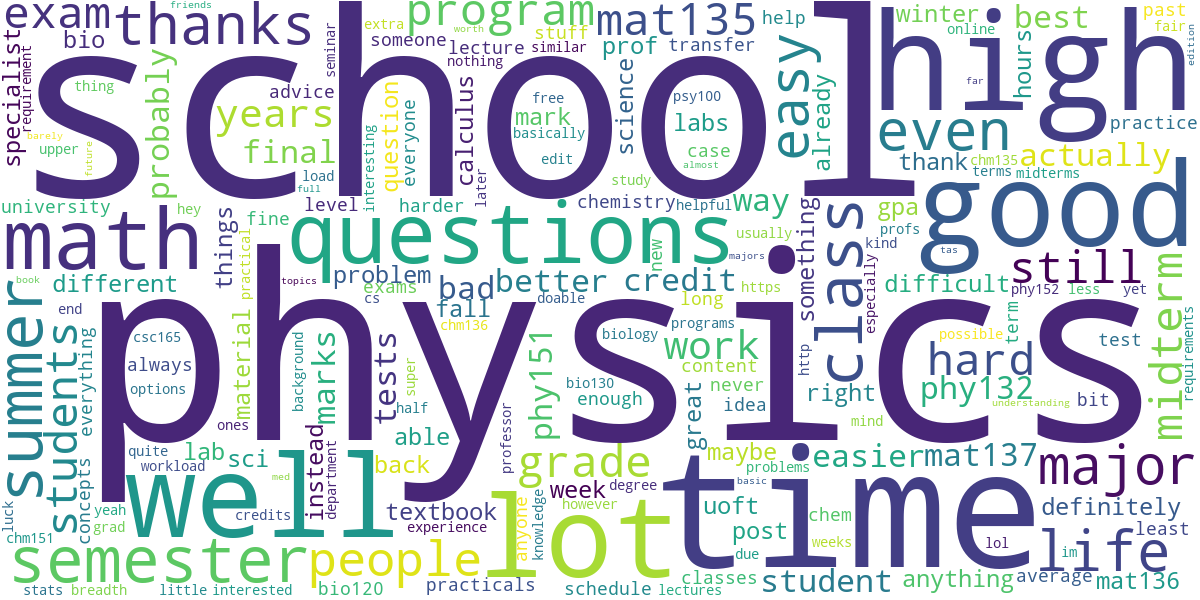 friends
exam thanks
school
program
extra
worth
mat135
help
high
winter
online
best
past
fair
edition
bio
specialist
requirement
thing
probably
seminar
advice
someone
stuff
lecture
similar
nothing
prof
transfer
easy
hours
far
years
question
everyone
calculus
free
mark
basically
edit
science
psy100
labs
case
almost
already
even
practice
barely
upper
future
final
load
full
interesting
later
study
thank
chm135
actually
terms
midterms
university
hey
fine
level
harder
chemistry
helpful
way
gpa
profs
good
tas
math
things
practical
questions
new
usually
majors
something
class
kind
especially
still
book
different
topics
problem
exams
cs
bad
fall
better
credit
doable
long
https
difficult
phy152
less
yet
midterm
requirements
summer
end
students
everything
csc165
always
options
material
background
marks
tests
chm136
super
physics
phy151
biology
programs
work
content
never
http
hard
possible
term
test
bio130
enough
great
idea
right
mind
phy132
understanding
bit
ones
half
able
professor
luck
concepts
quite
workload
lab
sci
instead
department
back
grade
maybe
problems
basic
easier
mat137
major
yeah
grad
well
med
credits
textbook
experience
week
degree
however
anyone
knowledge
lot
uoft
post
due
time
chem
weeks
lol
definitely
least
life
im
chm151
semester
people
stats
breadth
little
interested
bio120
practicals
schedule
lectures
classes
student
anything
average
mat136